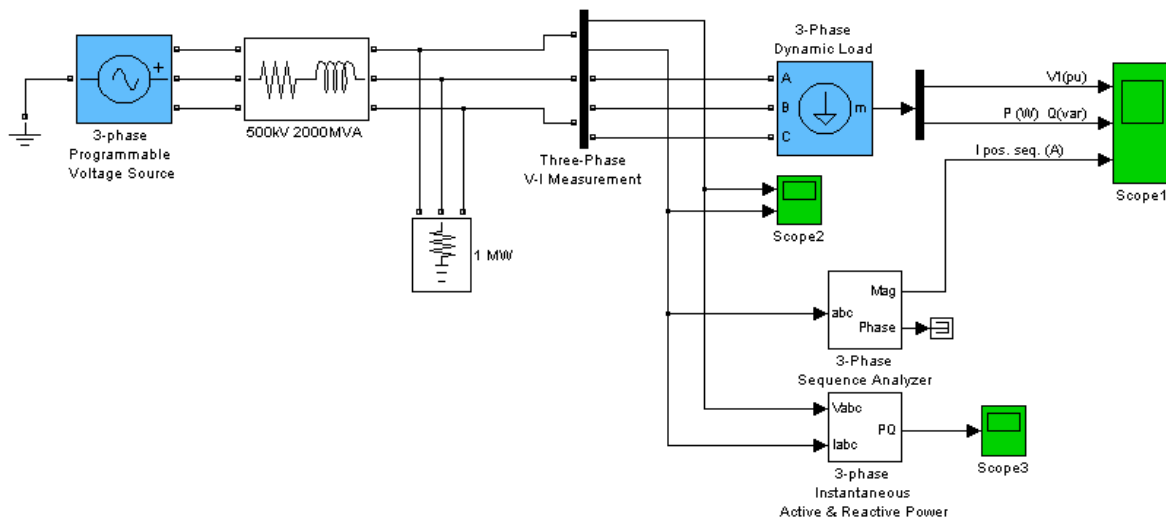 3-Phase
Dynamic Load
A
B
C
m
V1(pu)
P (W)  Q(var)
I pos. seq. (A)
Scope1
+
3-phase
Programmable
Voltage Source
500kV 2000MVA
Three-Phase
V-I Measurement
1 MW
Scope2
abc
Mag
Phase
3-Phase
Sequence Analyzer
Vabc
Iabc
PQ
Scope3
3-phase
Instantaneous
Active & Reactive Power